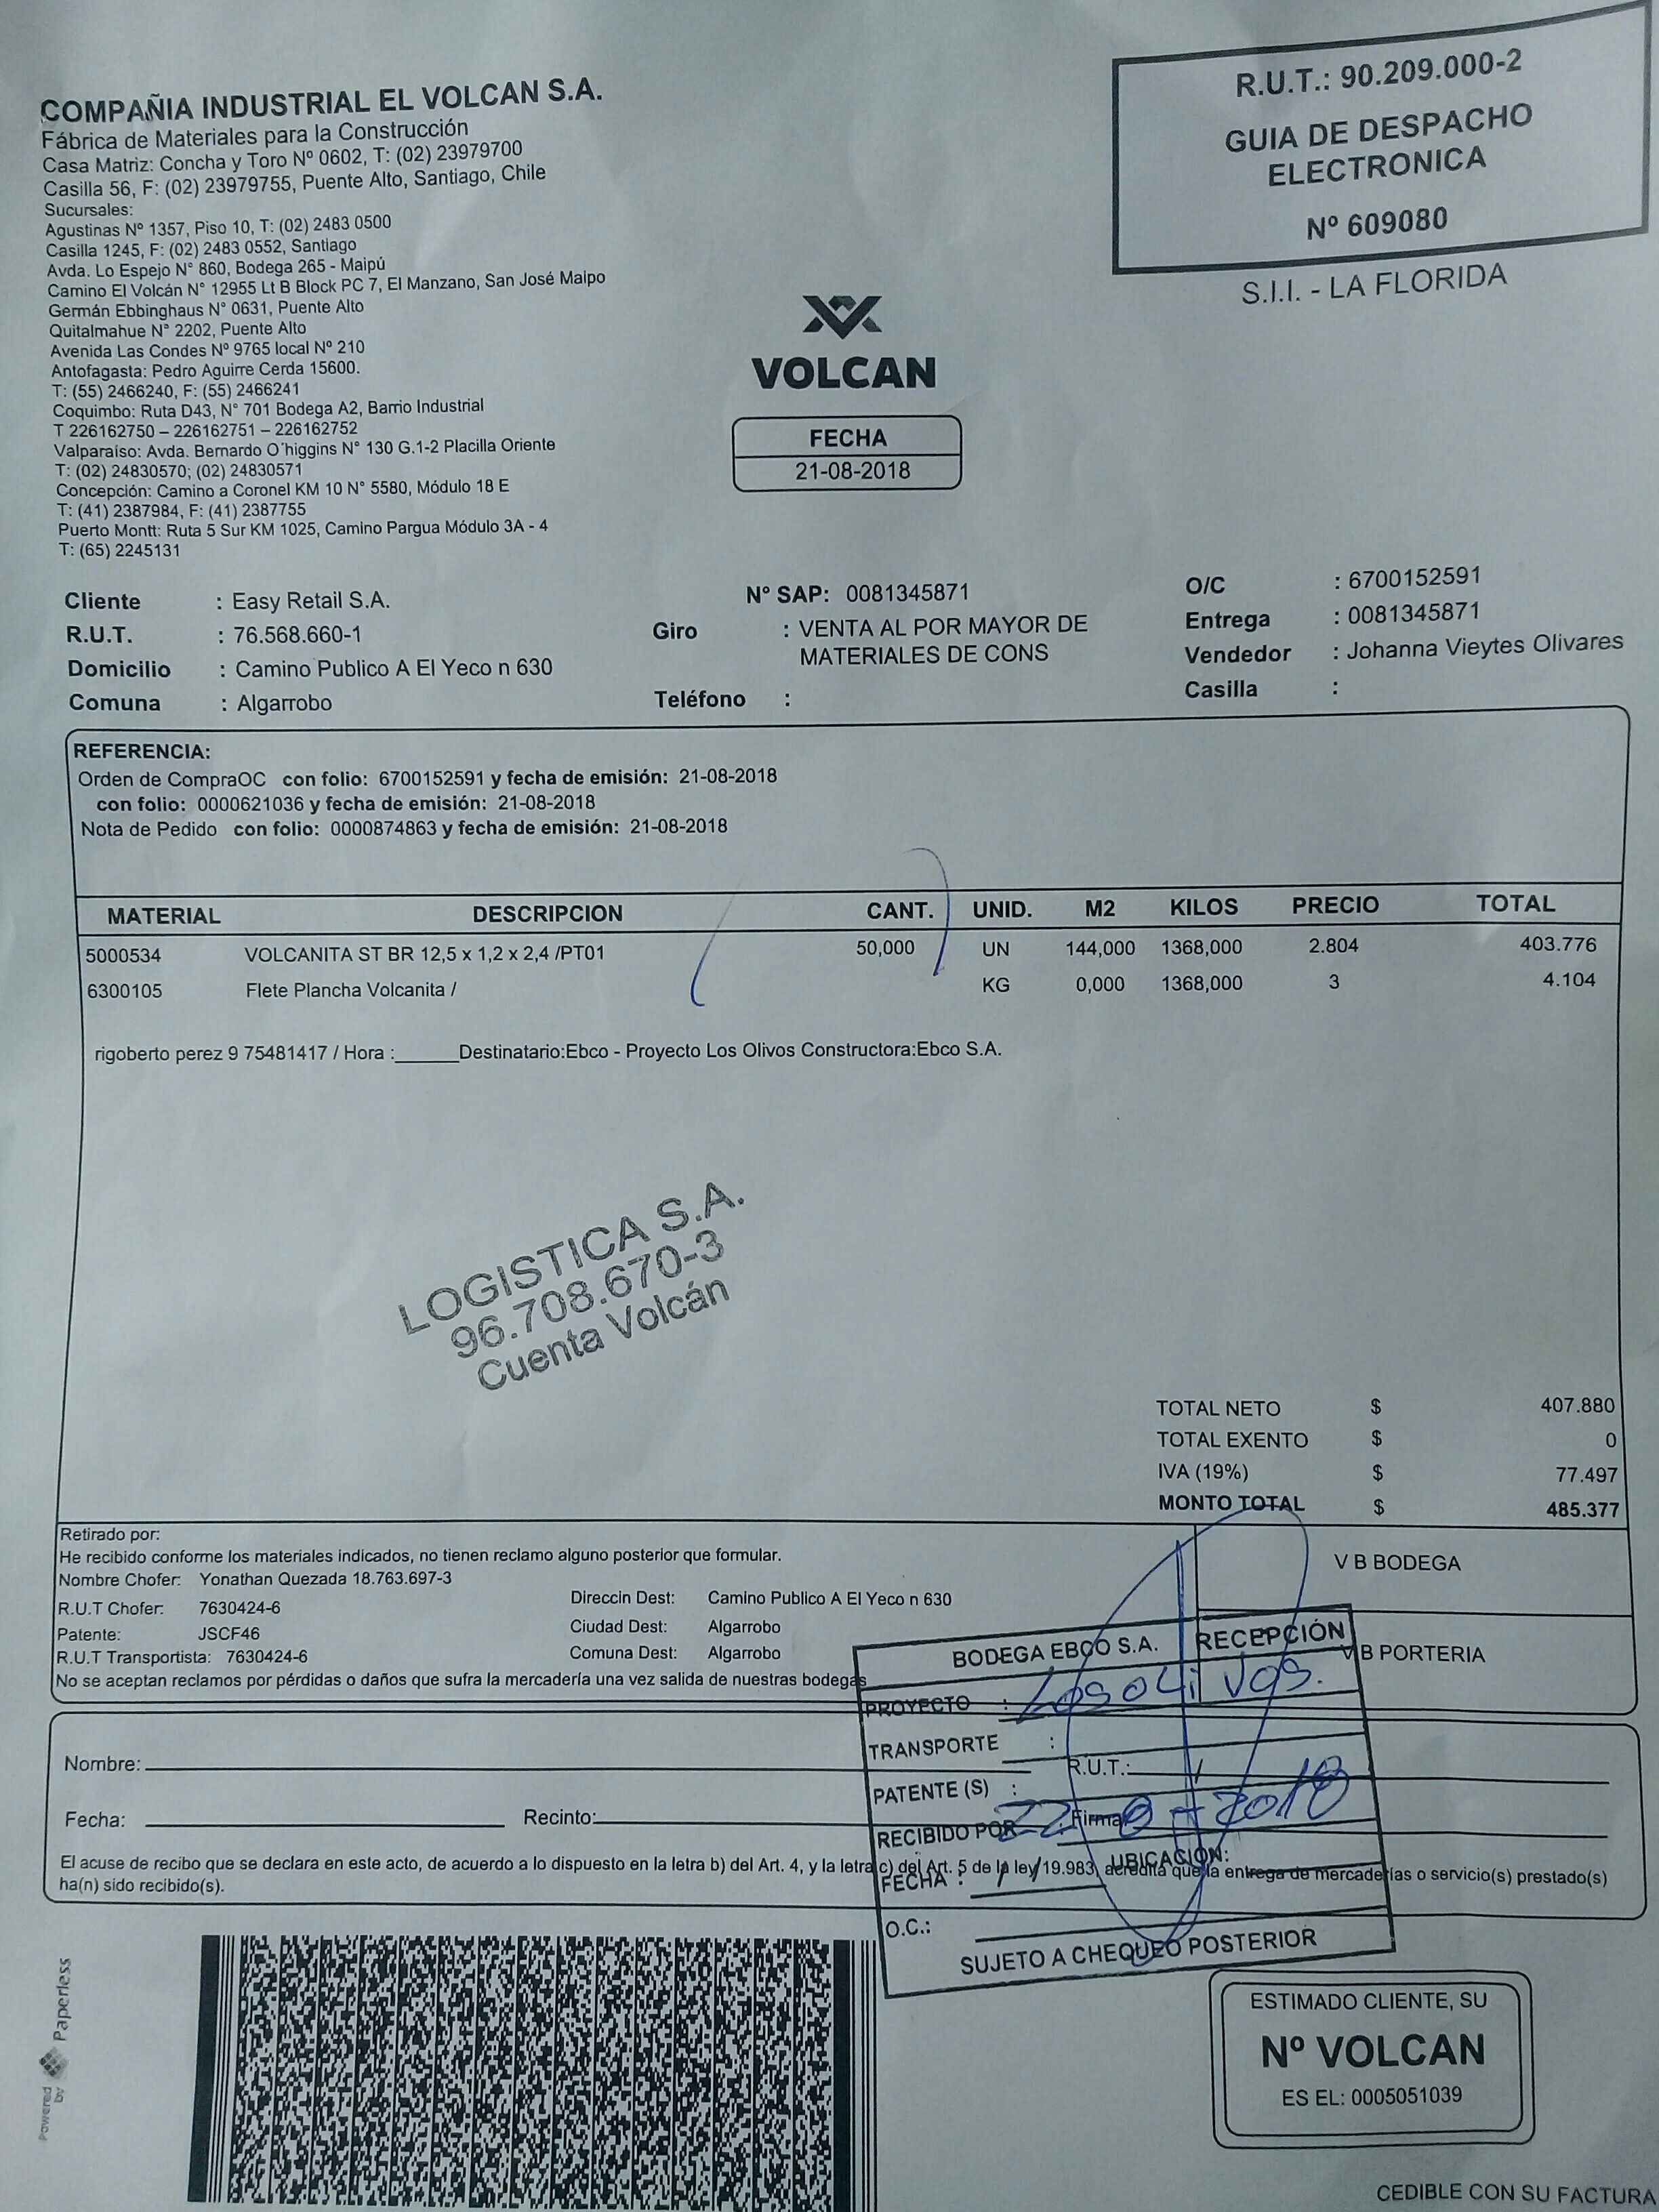 COMPAÑIA INDUSTRIAL EL VOLCAN S.A.
Fábrica de Materiales para la Construcción
Casa Matriz: Concha y Toro Nº 0602, T: (02) 23979700
Casilla 56, F: (02) 23979755, Puente Alto, Santiago, Chile
Sucursales:
Agustinas Nº 1357, Piso 10, T: (02) 2483 0500
Casilla 1245, F: (02) 2483 0552, Santiago
Avda. Lo Espejo N° 860, Bodega 265 - Maipú
Camino El Volcán N° 12955 Lt B Block PC 7, El Manzano, San José Maipo
Germán Ebbinghaus N° 0631, Puente Alto
Quitalmahue N° 2202, Puente Alto
Avenida Las Condes Nº 9765 local Nº 210
Antofagasta: Pedro Aguirre Cerda 15600.
T: (55) 2466240, F: (55) 2466241
Coquimbo: Ruta D43, N° 701 Bodega A2, Barrio Industrial
T 226162750 – 226162751 – 226162752
Valparaíso: Avda. Bernardo O´higgins N° 130 G.1-2 Placilla Oriente
T: (02) 24830570; (02) 24830571
Concepción: Camino a Coronel KM 10 N° 5580, Módulo 18 E
T: (41) 2387984, F: (41) 2387755
Puerto Montt: Ruta 5 Sur KM 1025, Camino Pargua Módulo 3A - 4
T: (65) 2245131
R.U.T.: 90.209.000-2
GUIA DE DESPACHO
ELECTRONICA
Nº 609080
S.I.I. - LA FLORIDA
VOLCAN
FECHA
21-08-2018
Cliente : Easy Retail S.A.
R.U.T. : 76.568.660-1
Domicilio : Camino Publico A El Yeco n 630
Comuna : Algarrobo
Nº SAP: 0081345871
Giro : VENTA AL POR MAYOR DE
MATERIALES DE CONS
Teléfono :
O/C : 6700152591
Entrega : 0081345871
Vendedor : Johanna Vieytes Olivares
Casilla :
REFERENCIA:
Orden de CompraOC con folio: 6700152591 y fecha de emisión: 21-08-2018
con folio: 0000621036 y fecha de emisión: 21-08-2018
Nota de Pedido con folio: 0000874863 y fecha de emisión: 21-08-2018
MATERIAL DESCRIPCION CANT. UNID. M2 KILOS PRECIO TOTAL
5000534 VOLCANITA ST BR 12,5 x 1,2 x 2,4 /PT01 50,000 UN 144,000 1368,000 2.804 403.776
6300105 Flete Plancha Volcanita / KG 0,000 1368,000 3 4.104
rigoberto perez 9 75481417 / Hora :______Destinatario:Ebco - Proyecto Los Olivos Constructora:Ebco S.A.
LOGISTICA S.A.
96.708.670-3
Cuenta Volcán
TOTAL NETO $ 407.880
TOTAL EXENTO $ 0
IVA (19%) $ 77.497
MONTO TOTAL $ 485.377
Retirado por:
He recibido conforme los materiales indicados, no tienen reclamo alguno posterior que formular.
Nombre Chofer: Yonathan Quezada 18.763.697-3
R.U.T Chofer: 7630424-6
Patente: JSCF46
R.U.T Transportista: 7630424-6
Direccin Dest: Camino Publico A El Yeco n 630
Ciudad Dest: Algarrobo
Comuna Dest: Algarrobo
No se aceptan reclamos por pérdidas o daños que sufra la mercadería una vez salida de nuestras bodegas
V B BODEGA
V B PORTERIA
BODEGA EBCO S.A. RECEPCIÓN
PROYECTO : Los Olivos.
TRANSPORTE :
PATENTE (S) :
RECIBIDO POR : 22-8-2018
FECHA : / / UBICACIÓN:
O.C.:
SUJETO A CHEQUEO POSTERIOR
Nombre: R.U.T.:
Fecha: Recinto: Firma
El acuse de recibo que se declara en este acto, de acuerdo a lo dispuesto en la letra b) del Art. 4, y la letra c) del Art. 5 de la ley 19.983, acredita que la entrega de mercaderías o servicio(s) prestado(s)
ha(n) sido recibido(s).
Powered by Paperless
ESTIMADO CLIENTE, SU
Nº VOLCAN
ES EL: 0005051039
CEDIBLE CON SU FACTURA